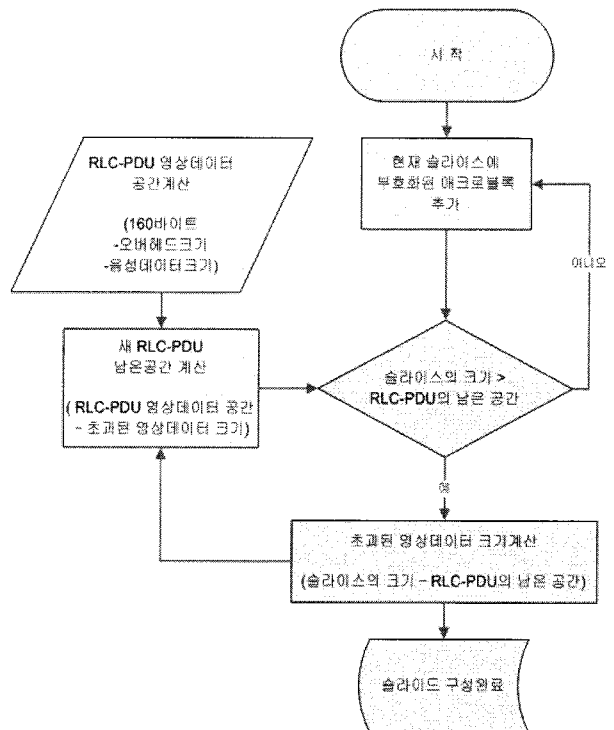 시 작
RLC-PDU 영상데이터
공간계산
(160바이트
-오버헤드크기
-음성데이터크기)
현재 슬라이스에
부호화된 매크로블록
추가
아니오
새 RLC-PDU
남은공간 계산
( RLC-PDU 영상데이터 공간
- 초과된 영상데이터 크기)
슬라이스의 크기 >
RLC-PDU의 남은 공간
예
초과된 영상데이터 크기계산
(슬라이스의 크기 – RLC-PDU의 남은 공간)
슬라이드 구성완료